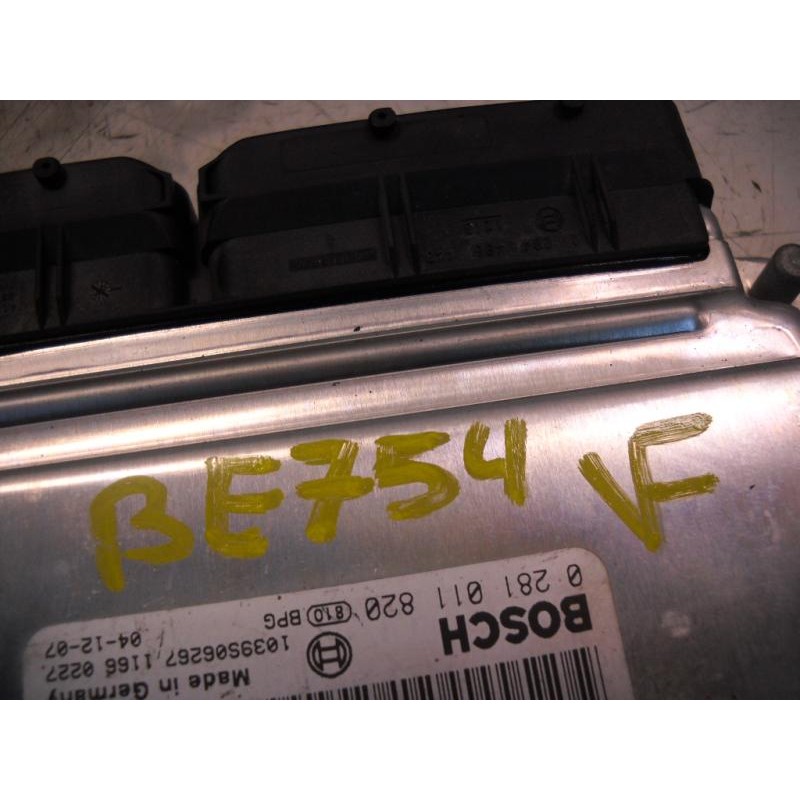 BE754 VF
BOSCH
0 281 011 820 810 BPG
1039S06267 1166 0227
04-12-07
Made in Germany